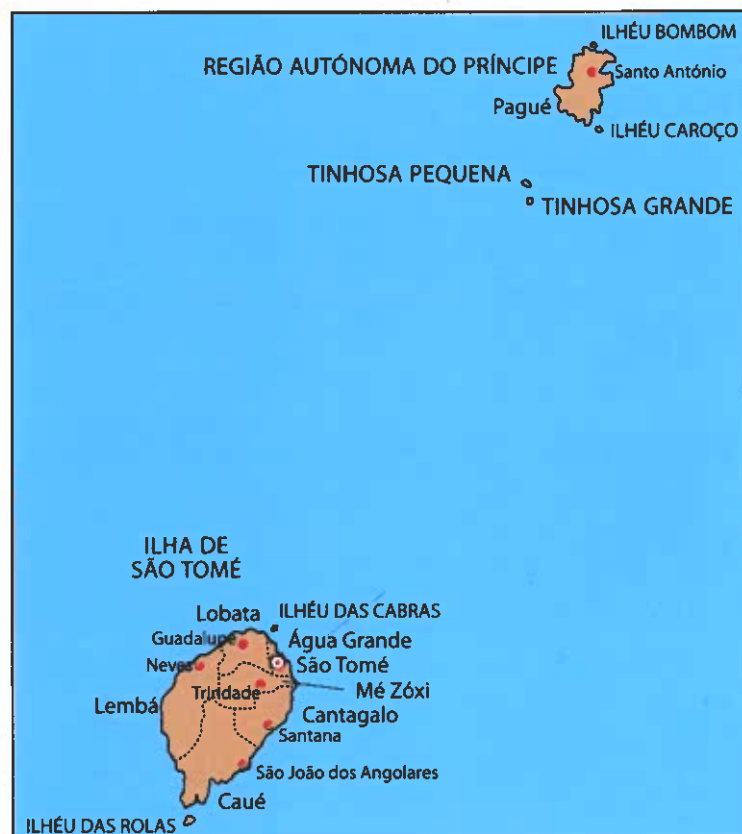 ILHÉU BOMBOM
REGIÃO AUTÓNOMA DO PRÍNCIPE
Santo António
Pagué
ILHÉU CAROÇO
TINHOSA PEQUENA
TINHOSA GRANDE
ILHA DE
SÃO TOMÉ
Lobata
ILHÉU DAS CABRAS
Guadalupe
Água Grande
Neves
São Tomé
Trindade
Mé Zóxi
Lembá
Cantagalo
Santana
São João dos Angolares
Caué
ILHÉU DAS ROLAS